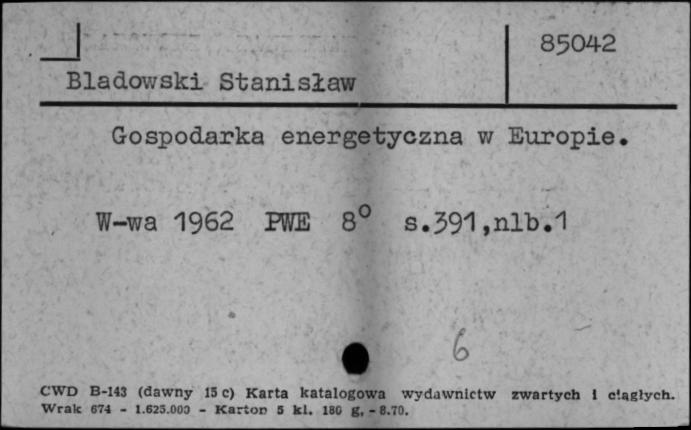 85042
Bladowski Stanisław
Gospodarka energetyczna w Europie.
W-wa 1962 PWE 8° s.391,nlb.1
6
CWD B-143 (dawny 15 c) Karta katalogowa wydawnictw zwartych i ciągłych.
Wrak 674 - 1.625.000 - Karton 5 kl. 180 g. - 8.70.